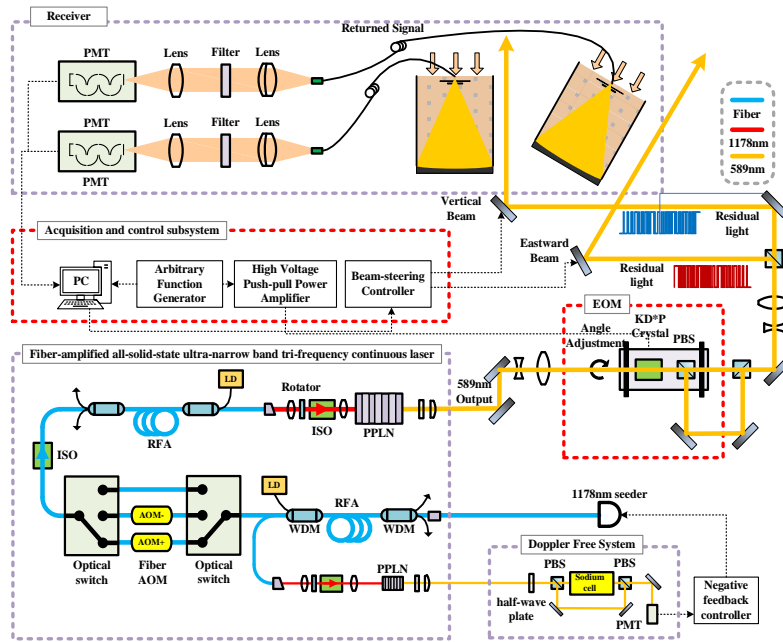 Receiver
Returned Signal
PMT
Lens
Filter
Lens
PMT
Lens
Filter
Lens
PMT
Fiber
1178nm
589nm
Vertical
Beam
Residual
light
Eastward
Beam
Residual
light
Acquisition and control subsystem
PC
Arbitrary
Function
Generator
High Voltage
Push-pull Power
Amplifier
Beam-steering
Controller
EOM
Angle
Adjustment
KD*P
Crystal
PBS
Fiber-amplified all-solid-state ultra-narrow band tri-frequency continuous laser
589nm
Output
LD
RFA
Rotator
ISO
PPLN
ISO
AOM-
AOM+
Optical
switch
Fiber
AOM
Optical
switch
LD
WDM
RFA
WDM
1178nm seeder
PPLN
Doppler Free System
half-wave
plate
PBS
Sodium
cell
PBS
PMT
Negative
feedback
controller